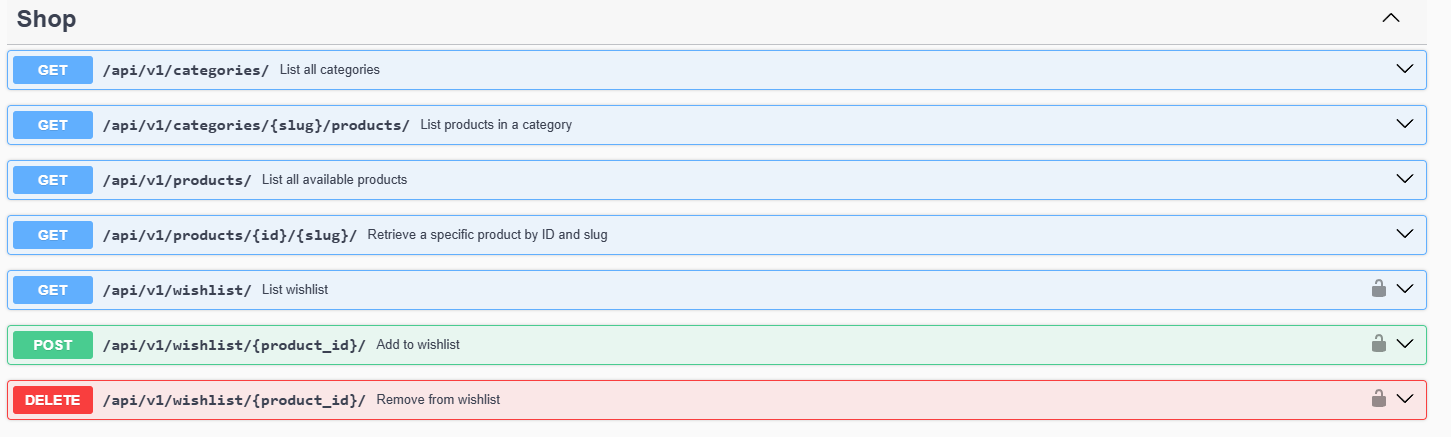 Shop
GET /api/v1/categories/ List all categories
GET /api/v1/categories/{slug}/products/ List products in a category
GET /api/v1/products/ List all available products
GET /api/v1/products/{id}/{slug}/ Retrieve a specific product by ID and slug
GET /api/v1/wishlist/ List wishlist
POST /api/v1/wishlist/{product_id}/ Add to wishlist
DELETE /api/v1/wishlist/{product_id}/ Remove from wishlist